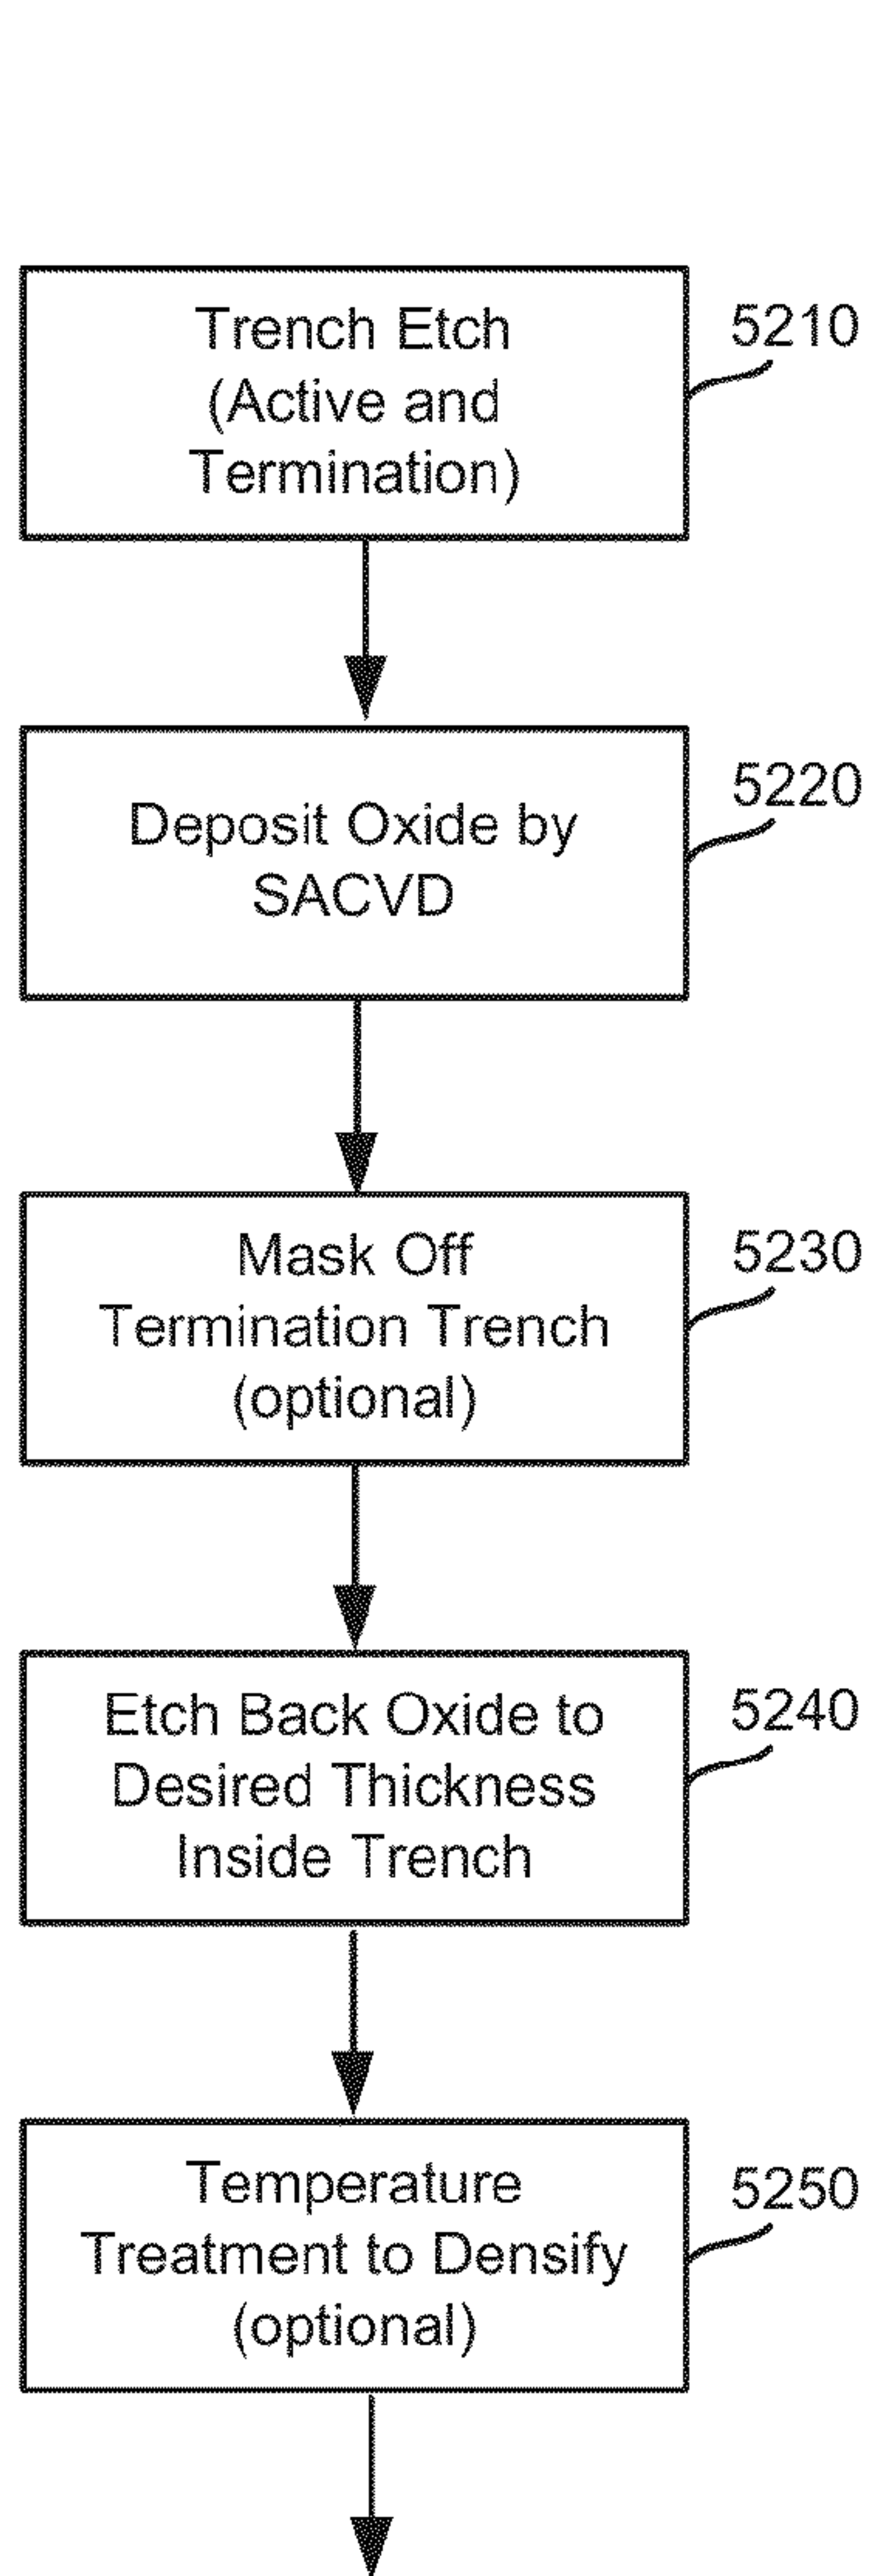 Trench Etch
(Active and
Termination)
5210
Deposit Oxide by
SACVD
5220
Mask Off
Termination Trench
(optional)
5230
Etch Back Oxide to
Desired Thickness
Inside Trench
5240
Temperature
Treatment to Densify
(optional)
5250